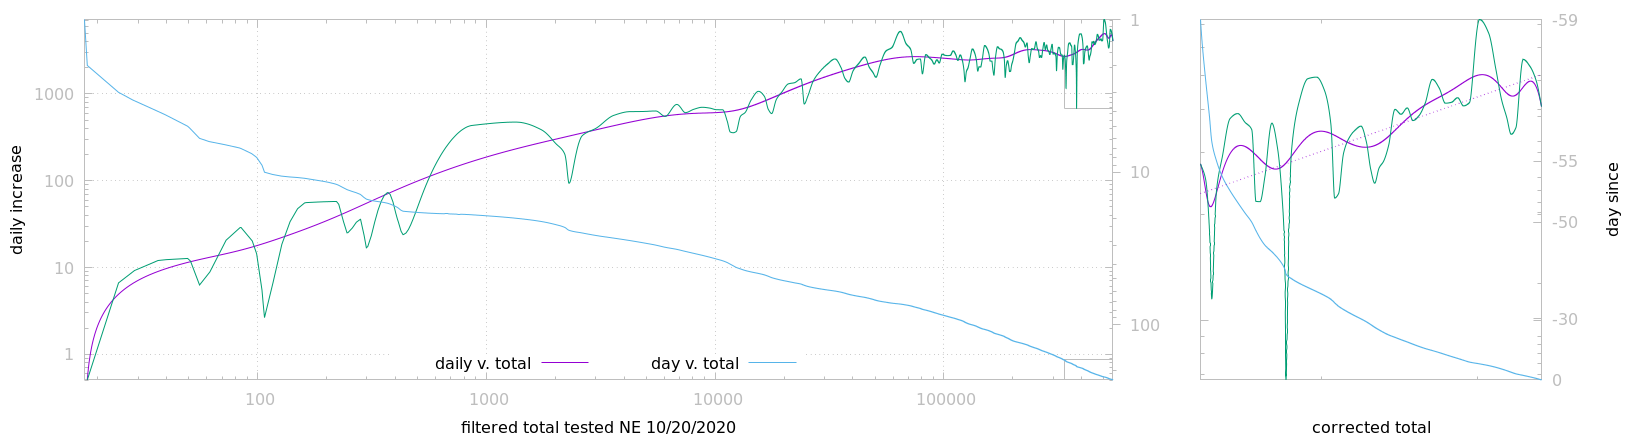 daily increase
1000
100
10
1
daily v. total
day v. total
100
1000
10000
100000
filtered total tested NE 10/20/2020
1
10
100
-59
-55
-50
-30
0
day since
corrected total